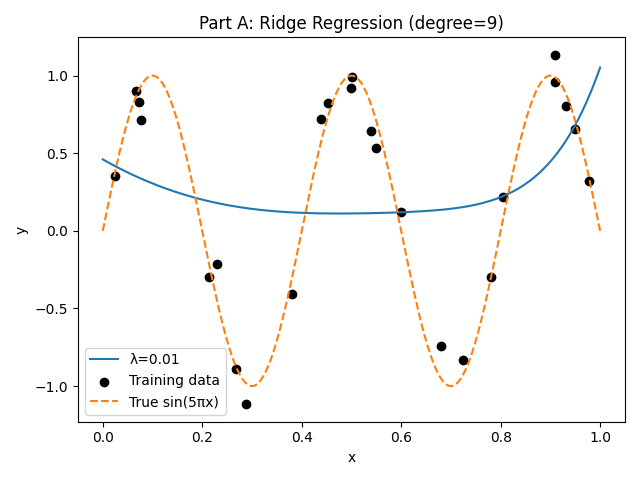 Part A: Ridge Regression (degree=9)
y
1.0
0.5
0.0
−0.5
−1.0
λ=0.01
Training data
True sin(5πx)
0.0 0.2 0.4 0.6 0.8 1.0
x